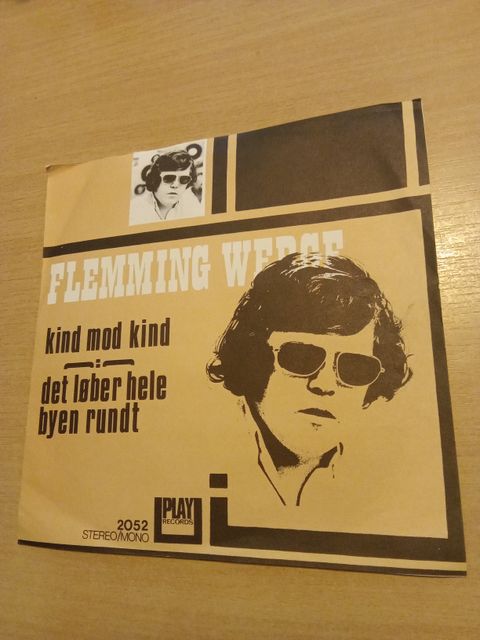 FLEMMING WERGE
kind mod kind
det løber hele
byen rundt
2052
STEREO/MONO
PLAY
RECORDS